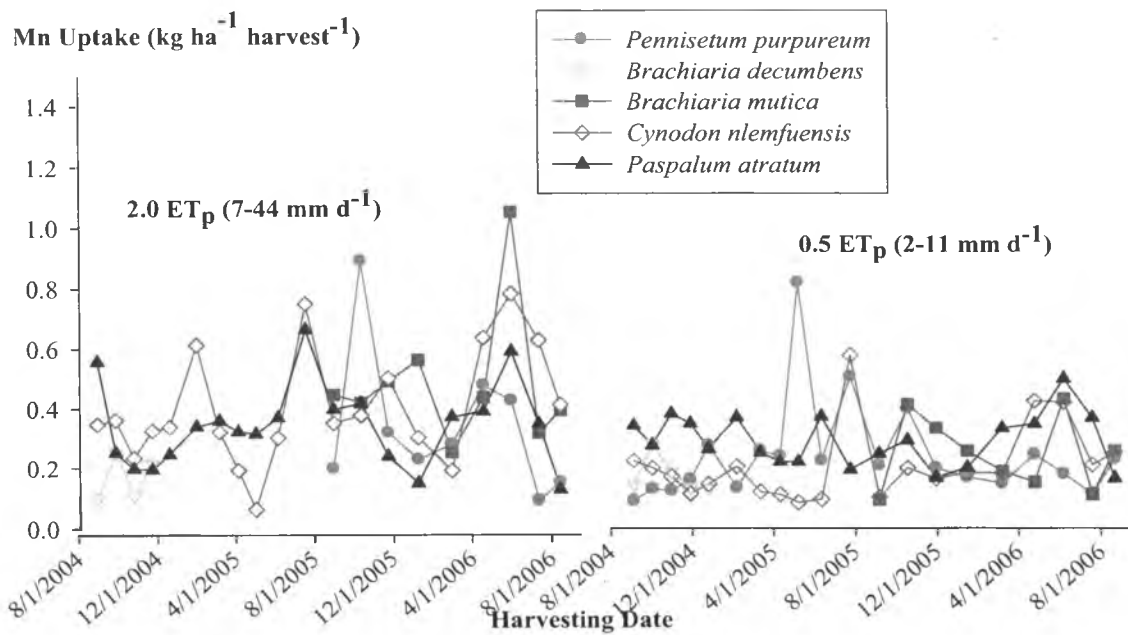 Mn Uptake (kg ha⁻¹ harvest⁻¹)
Pennisetum purpureum
Brachiaria decumbens
Brachiaria mutica
Cynodon nlemfuensis
Paspalum atratum
2.0 ETp (7-44 mm d⁻¹)
0.5 ETp (2-11 mm d⁻¹)
1.4
1.2
1.0
0.8
0.6
0.4
0.2
0.0
8/1/2004
12/1/2004
4/1/2005
8/1/2005
12/1/2005
4/1/2006
8/1/2006
8/1/2004
12/1/2004
4/1/2005
8/1/2005
12/1/2005
4/1/2006
8/1/2006
Harvesting Date